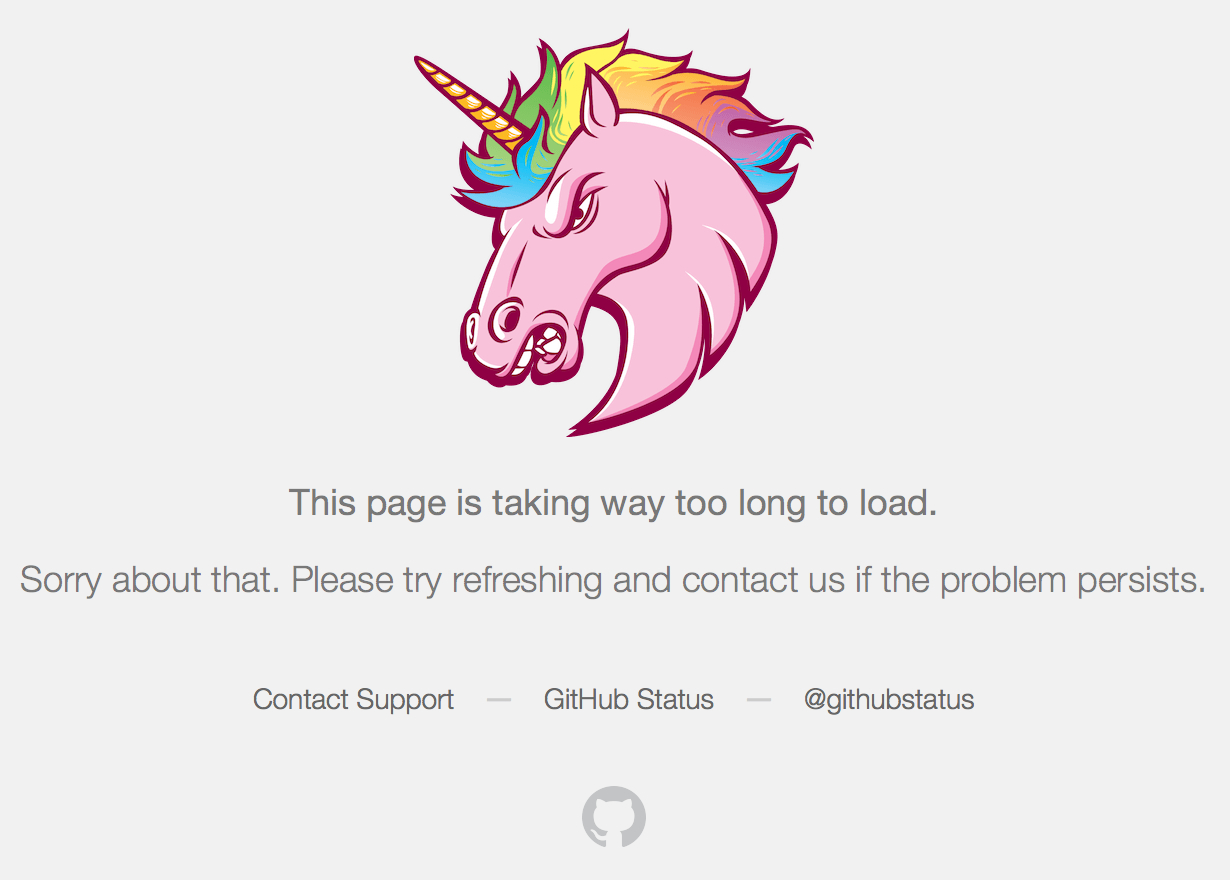 This page is taking way too long to load.
Sorry about that. Please try refreshing and contact us if the problem persists.
Contact Support — GitHub Status — @githubstatus